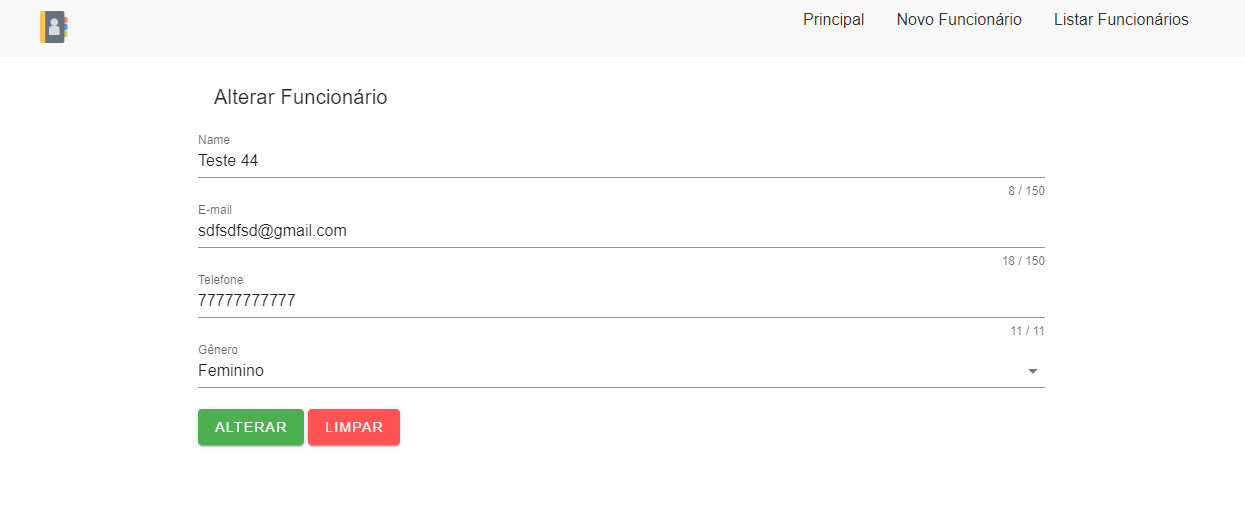 Principal Novo Funcionário Listar Funcionários
Alterar Funcionário
Name
Teste 44
8 / 150
E-mail
sdfsdfsd@gmail.com
18 / 150
Telefone
77777777777
11 / 11
Gênero
Feminino
ALTERAR LIMPAR